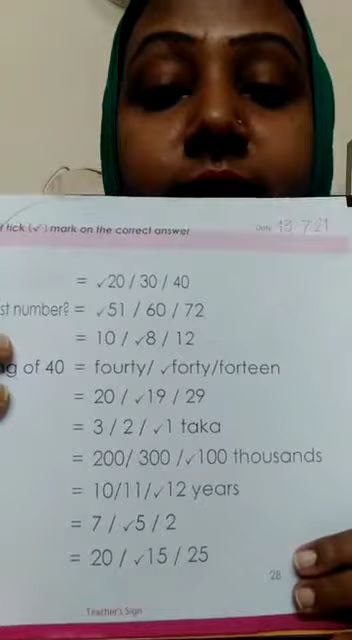 tick (✓) mark on the correct answer
Date 13 7 21
= ✓20 / 30 / 40
st number? = ✓51 / 60 / 72
= 10 / ✓8 / 12
g of 40 = fourty/ ✓forty/forteen
= 20 / ✓19 / 29
= 3 / 2 / ✓1 taka
= 200/ 300 /✓100 thousands
= 10/11/✓12 years
= 7 / ✓5 / 2
= 20 / ✓15 / 25
28
Teacher's Sign